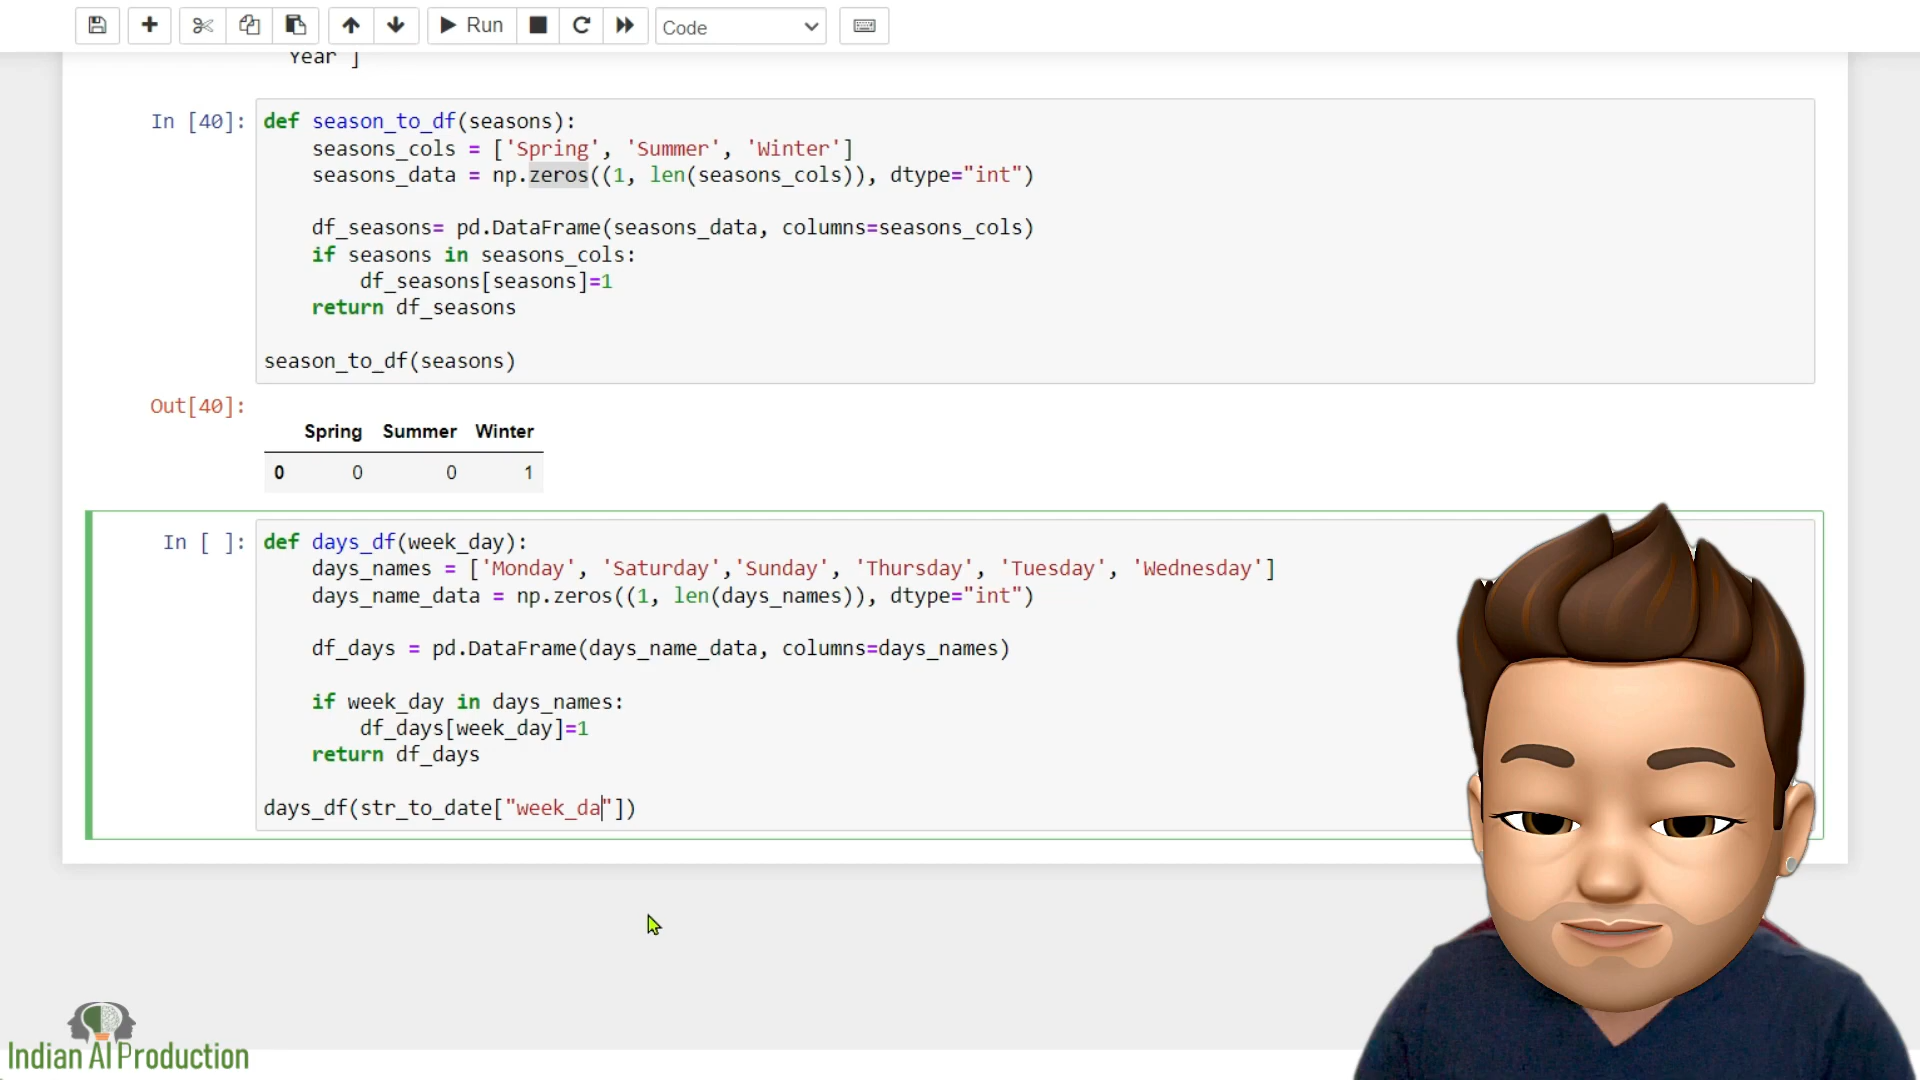 Run
Code
Year ]
In [40]:
def season_to_df(seasons):
    seasons_cols = ['Spring', 'Summer', 'Winter']
    seasons_data = np.zeros((1, len(seasons_cols)), dtype="int")
    df_seasons= pd.DataFrame(seasons_data, columns=seasons_cols)
    if seasons in seasons_cols:
        df_seasons[seasons]=1
    return df_seasons
season_to_df(seasons)
Out[40]:
Spring Summer Winter
0 0 0 1
In [ ]:
def days_df(week_day):
    days_names = ['Monday', 'Saturday','Sunday', 'Thursday', 'Tuesday', 'Wednesday']
    days_name_data = np.zeros((1, len(days_names)), dtype="int")
    df_days = pd.DataFrame(days_name_data, columns=days_names)
    if week_day in days_names:
        df_days[week_day]=1
    return df_days
days_df(str_to_date["week_da"])
Indian AI Production